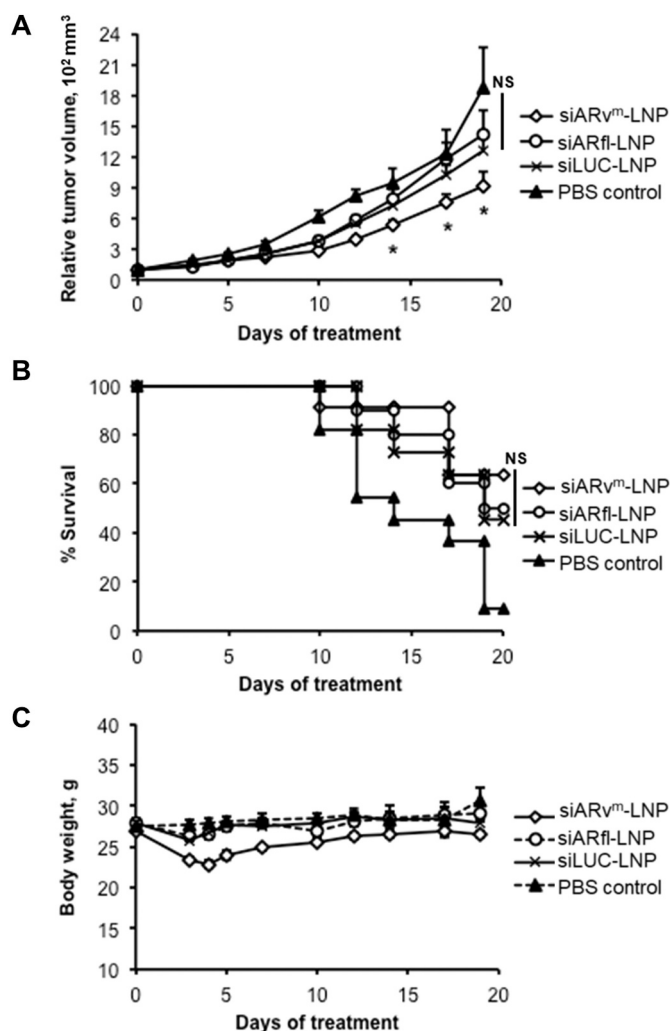 A
Relative tumor volume, 10² mm³
24
21
18
15
12
9
6
3
0
0 5 10 15 20
Days of treatment
NS
*
*
*
siARvᵐ-LNP
siARfl-LNP
siLUC-LNP
PBS control
B
% Survival
100
80
60
40
20
0
0 5 10 15 20
Days of treatment
NS
siARvᵐ-LNP
siARfl-LNP
siLUC-LNP
PBS control
C
Body weight, g
40
35
30
25
20
15
10
0 5 10 15 20
Days of treatment
siARvᵐ-LNP
siARfl-LNP
siLUC-LNP
PBS control